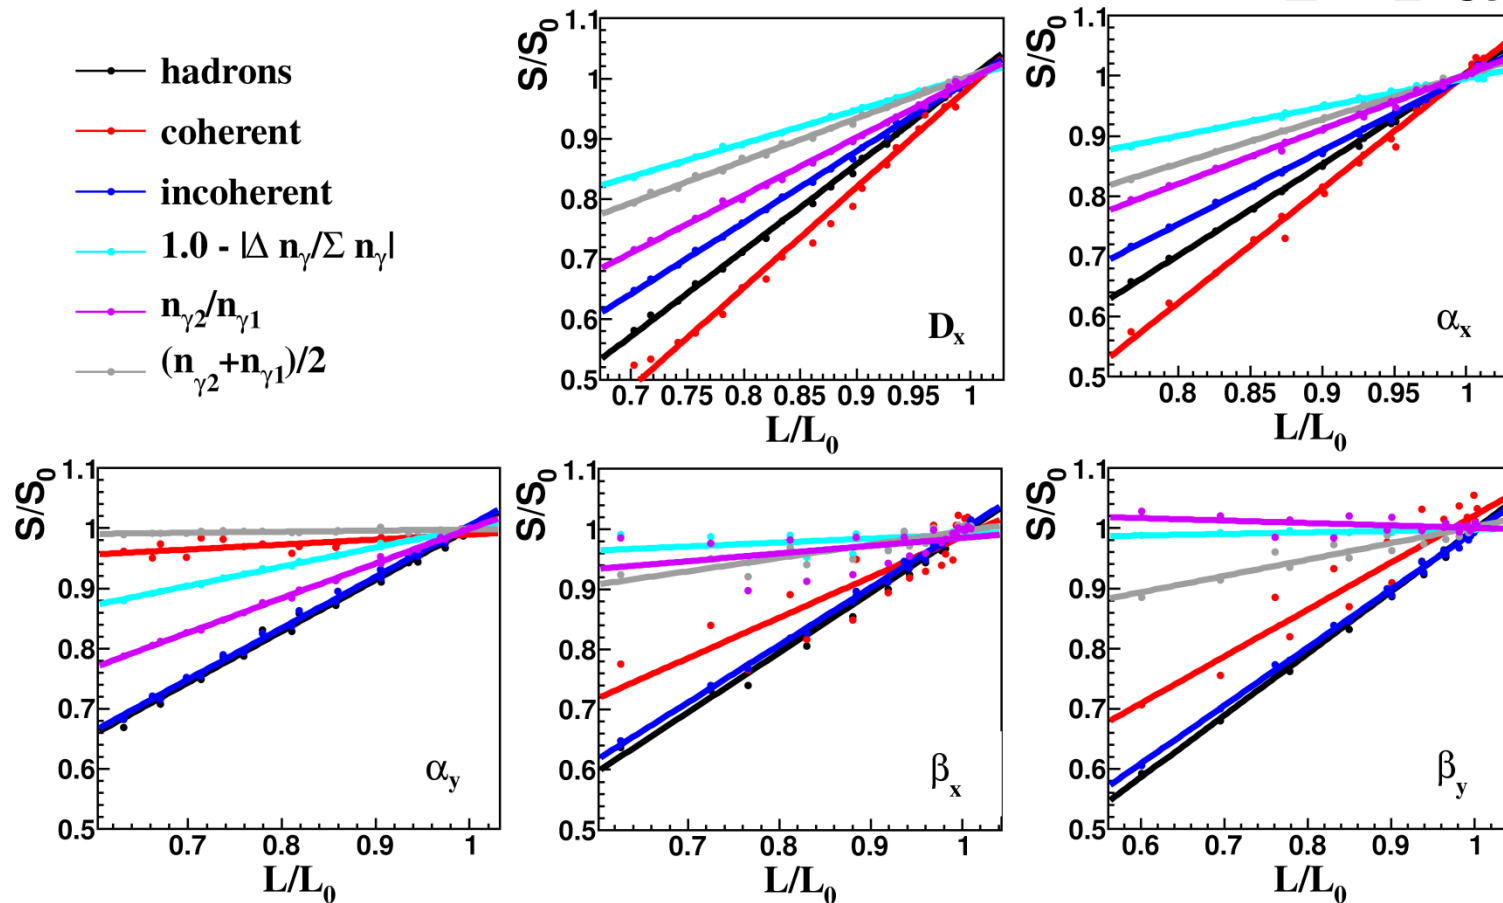 hadrons
coherent
incoherent
1.0 - |Δ nγ/Σ nγ|
nγ2/nγ1
(nγ2+nγ1)/2
S/S0
1.1
1
0.9
0.8
0.7
0.6
0.5
Dx
0.7 0.75 0.8 0.85 0.9 0.95 1
L/L0
S/S0
1.1
1
0.9
0.8
0.7
0.6
0.5
αx
0.8 0.85 0.9 0.95 1
L/L0
S/S0
1.1
1
0.9
0.8
0.7
0.6
0.5
αy
0.7 0.8 0.9 1
L/L0
S/S0
1.1
1
0.9
0.8
0.7
0.6
0.5
βx
0.7 0.8 0.9 1
L/L0
S/S0
1.1
1
0.9
0.8
0.7
0.6
0.5
βy
0.6 0.7 0.8 0.9 1
L/L0